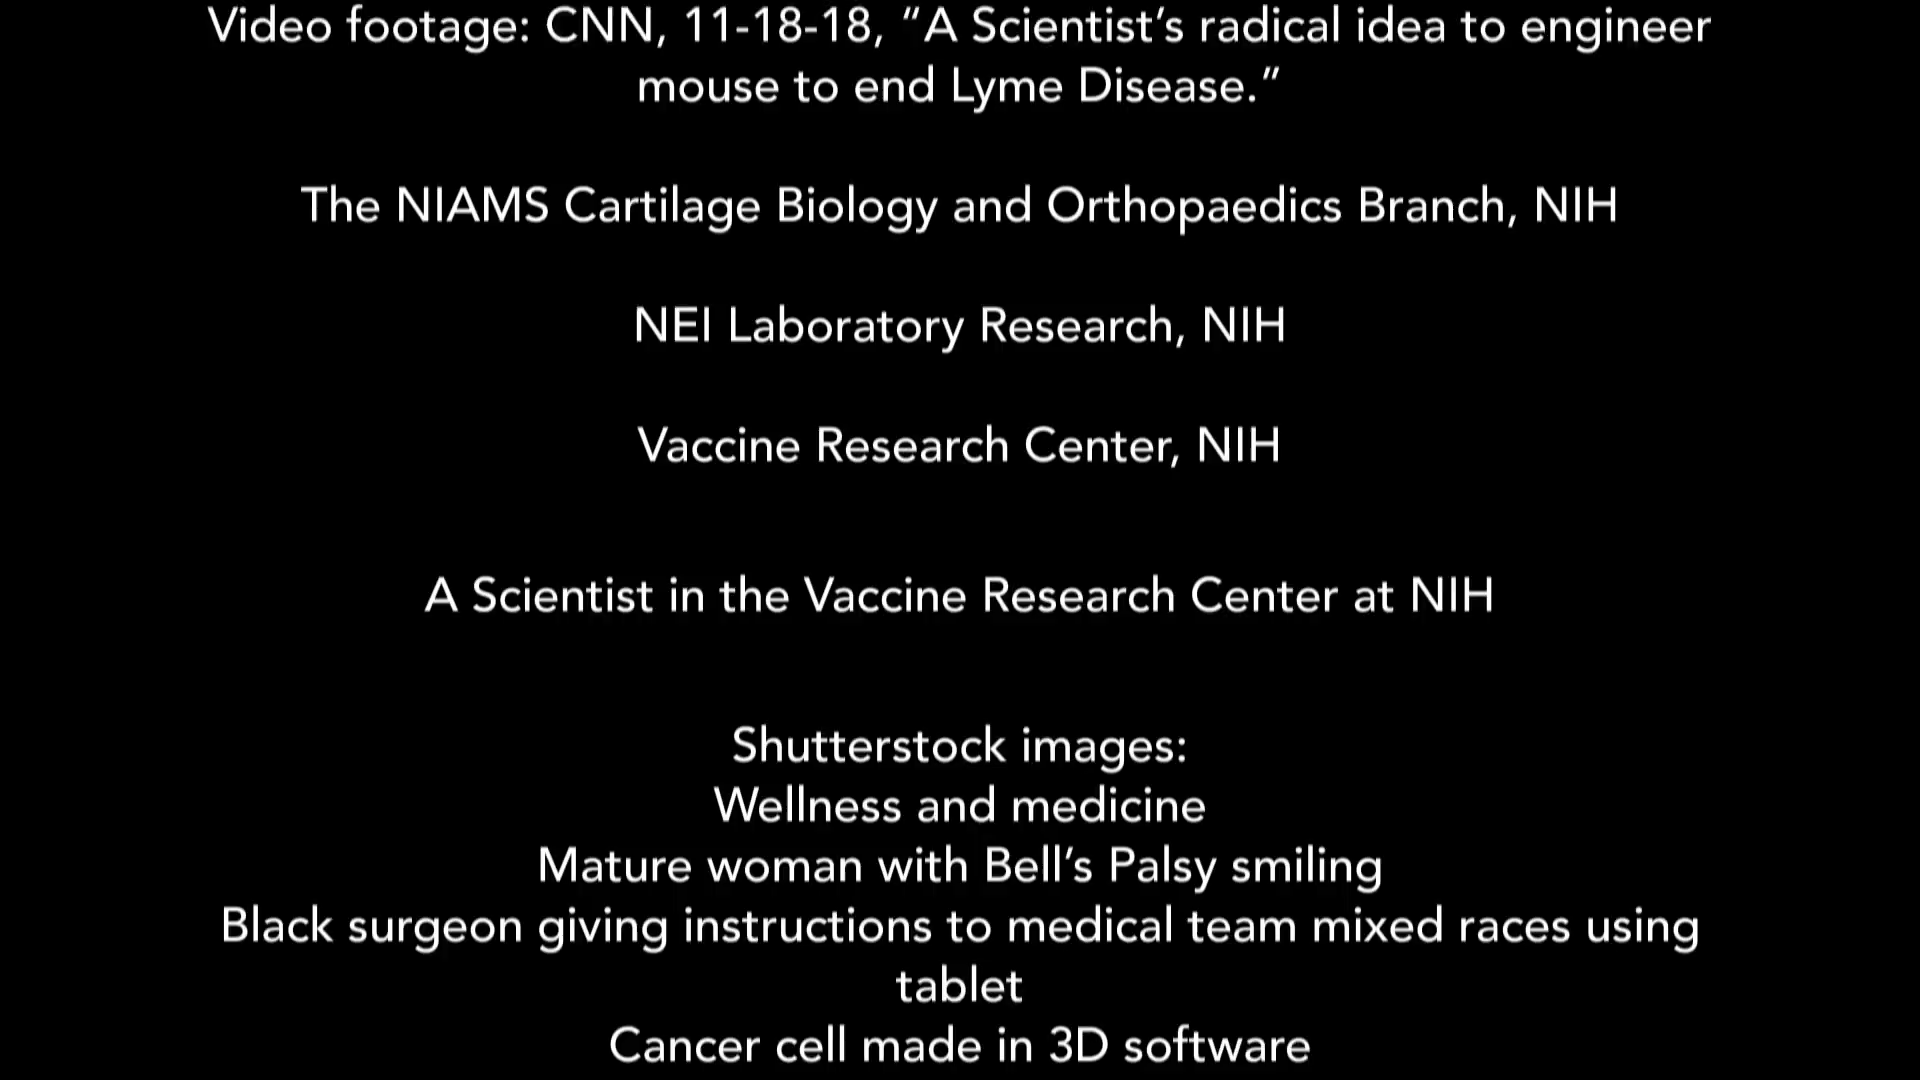 Video footage: CNN, 11-18-18, “A Scientist’s radical idea to engineer
mouse to end Lyme Disease.”
The NIAMS Cartilage Biology and Orthopaedics Branch, NIH
NEI Laboratory Research, NIH
Vaccine Research Center, NIH
A Scientist in the Vaccine Research Center at NIH
Shutterstock images:
Wellness and medicine
Mature woman with Bell’s Palsy smiling
Black surgeon giving instructions to medical team mixed races using
tablet
Cancer cell made in 3D software